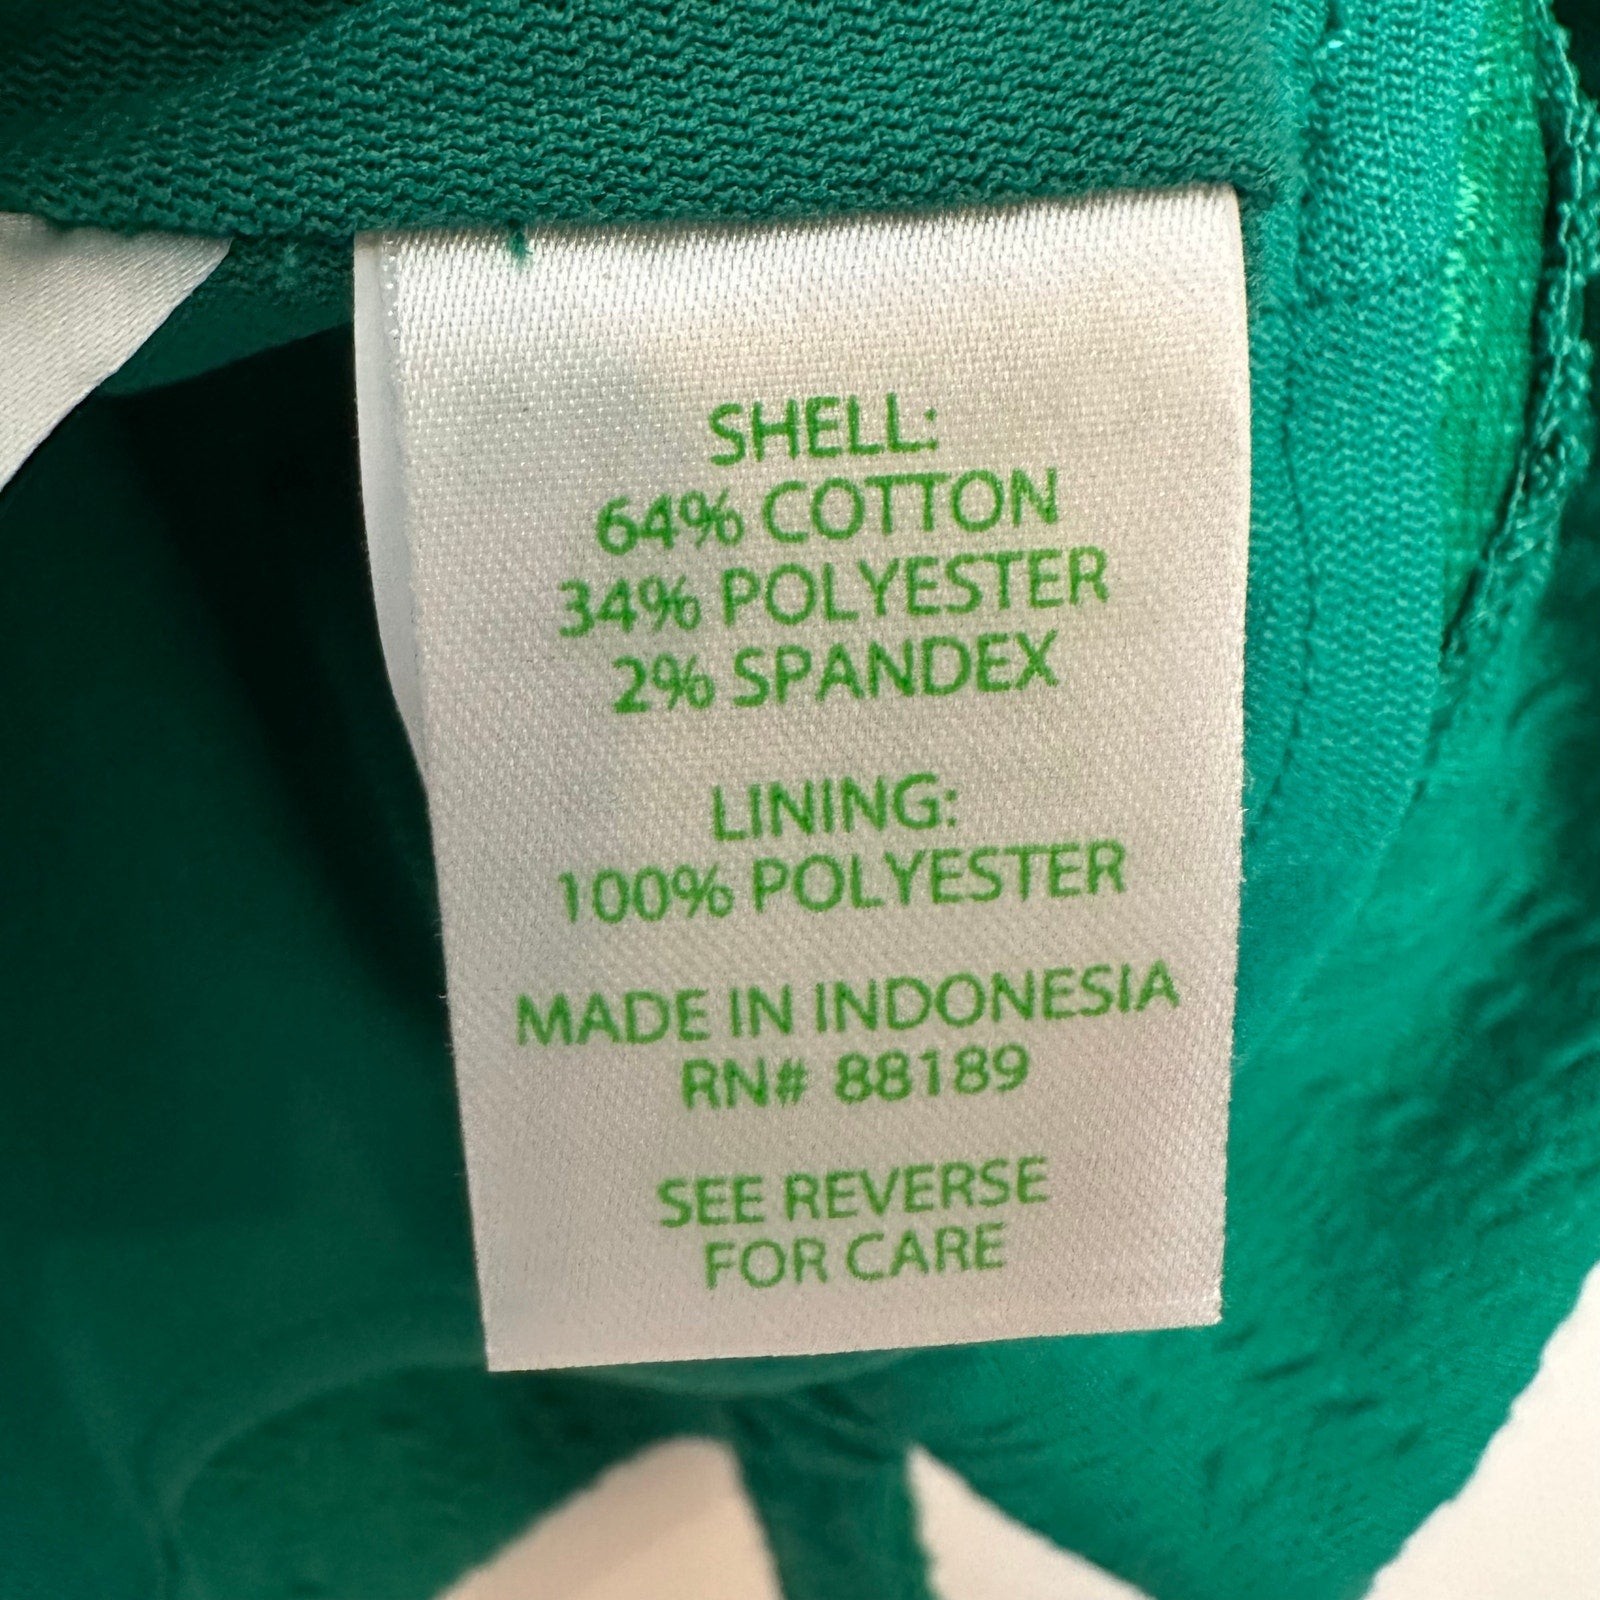 SHELL:
64% COTTON
34% POLYESTER
2% SPANDEX
LINING:
100% POLYESTER
MADE IN INDONESIA
RN# 88189
SEE REVERSE
FOR CARE